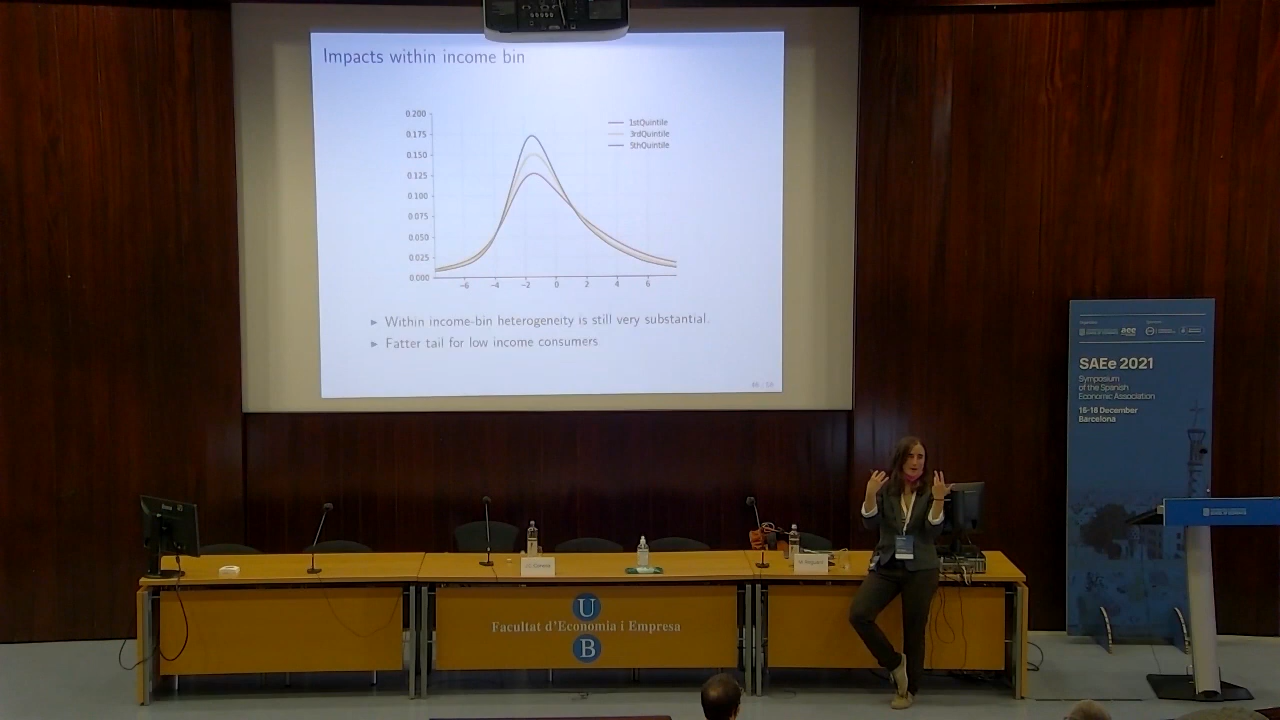 Impacts within income bin
0.200
0.175
0.150
0.125
0.100
0.075
0.050
0.025
0.000
−6
−4
−2
0
2
4
6
1stQuintile
3rdQuintile
5thQuintile
Within income-bin heterogeneity is still very substantial.
Fatter tail for low income consumers
SAEe 2021
Symposium
of the Spanish
Economic Association
16-18 December
Barcelona
U
Facultat d'Economia i Empresa
B